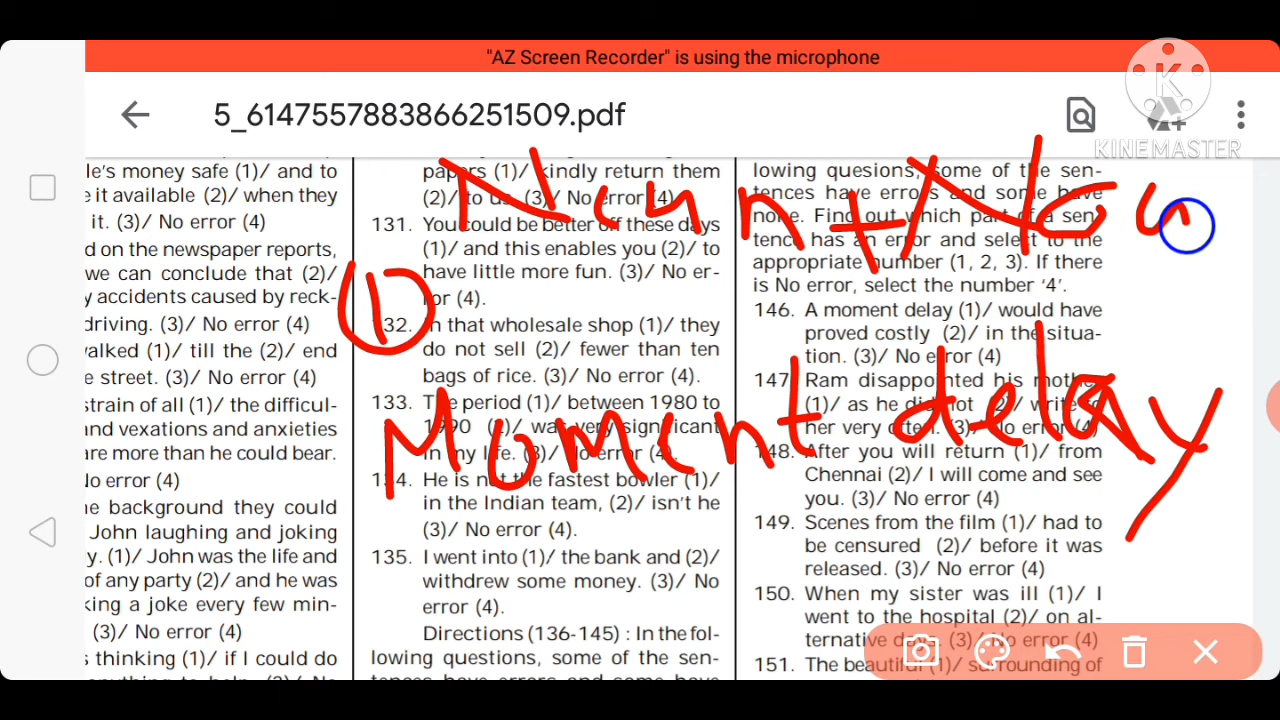 "AZ Screen Recorder" is using the microphone
5_6147557883866251509.pdf
KINEMASTER
le's money safe (1)/ and to
e it available (2)/ when they
it. (3)/ No error (4)
d on the newspaper reports,
we can conclude that (2)/
y accidents caused by reck-
driving. (3)/ No error (4)
valked (1)/ till the (2)/ end
e street. (3)/ No error (4)
strain of all (1)/ the difficul-
and vexations and anxieties
are more than he could bear.
No error (4)
ne background they could
John laughing and joking
y. (1)/ John was the life and
of any party (2)/ and he was
king a joke every few min-
(3)/ No error (4)
s thinking (1)/ if I could do
papers (1)/ kindly return them
(2)/ to us. (3)/ No error (4)
131. You could be better off these days
(1)/ and this enables you (2)/ to
have little more fun. (3)/ No er-
ror (4).
132. In that wholesale shop (1)/ they
do not sell (2)/ fewer than ten
bags of rice. (3)/ No error (4).
133. The period (1)/ between 1980 to
1990 (2)/ was very significant
in my life. (3)/ No error (4).
134. He is not the fastest bowler (1)/
in the Indian team, (2)/ isn't he
(3)/ No error (4).
135. I went into (1)/ the bank and (2)/
withdrew some money. (3)/ No
error (4).
Directions (136-145) : In the fol-
lowing questions, some of the sen-
tences have errors and some have
lowing quesions, some of the sen-
tences have errors and some have
none. Find out which part of a sen-
tence has an error and select to the
appropriate number (1, 2, 3). If there
is No error, select the number '4'.
146. A moment delay (1)/ would have
proved costly (2)/ in the situa-
tion. (3)/ No error (4)
147. Ram disappointed his mother
(1)/ as he did not (2)/ write to
her very often. (3)/ No error (4)
148. After you will return (1)/ from
Chennai (2)/ I will come and see
you. (3)/ No error (4)
149. Scenes from the film (1)/ had to
be censured (2)/ before it was
released. (3)/ No error (4)
150. When my sister was ill (1)/ I
went to the hospital (2)/ on al-
ternative days. (3)/ No error (4)
151. The beautiful (1)/ surrounding of
Noun + Nou
1
Moment delay